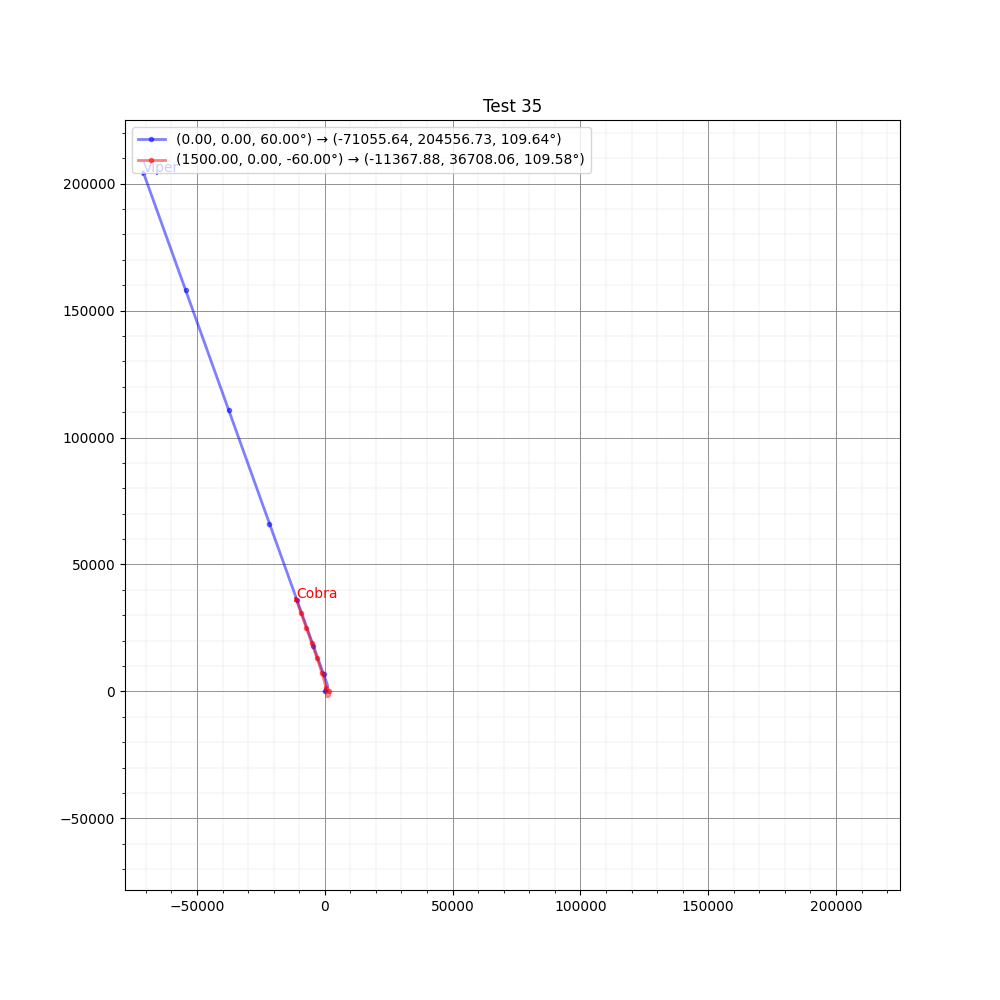 Test 35
(0.00, 0.00, 60.00°) → (-71055.64, 204556.73, 109.64°)
(1500.00, 0.00, -60.00°) → (-11367.88, 36708.06, 109.58°)
Viper
200000
150000
100000
50000
Cobra
0
−50000
−50000 0 50000 100000 150000 200000